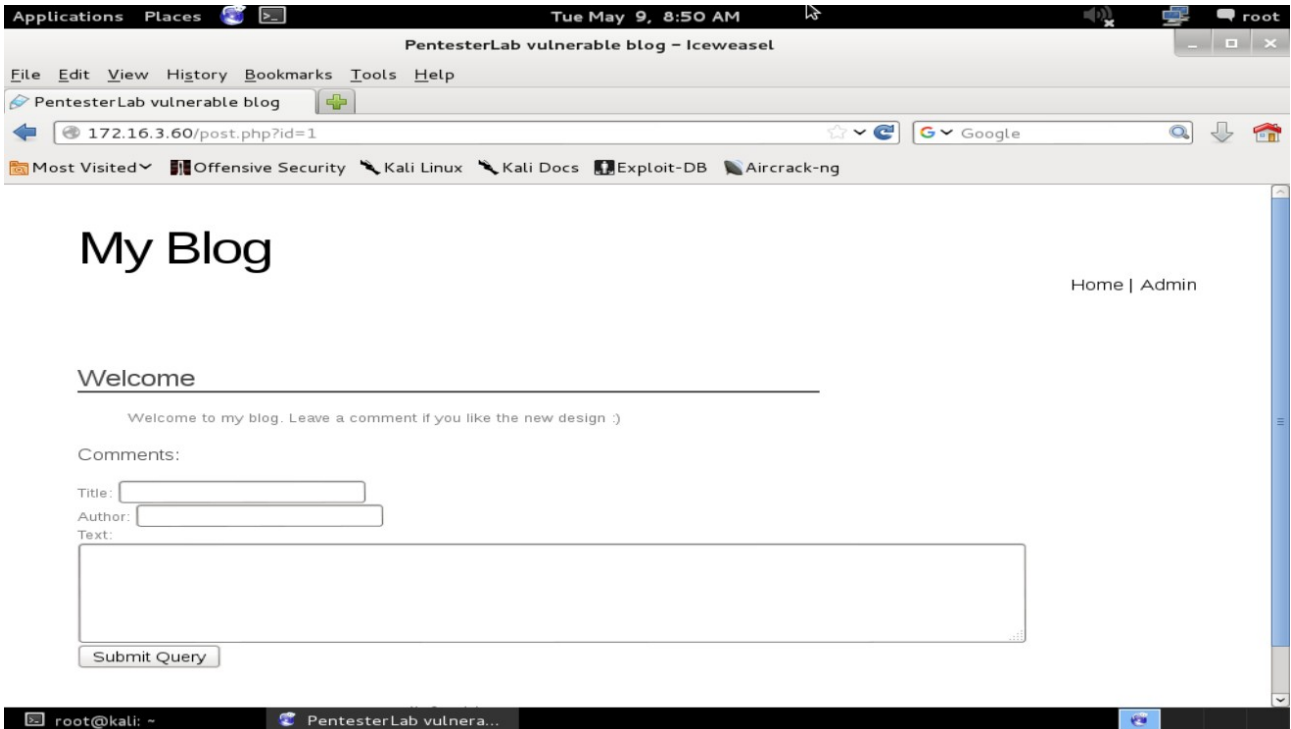 Applications Places Tue May 9, 8:50 AM root
PentesterLab vulnerable blog - Iceweasel
File Edit View History Bookmarks Tools Help
PentesterLab vulnerable blog
172.16.3.60/post.php?id=1 Google
Most Visited Offensive Security Kali Linux Kali Docs Exploit-DB Aircrack-ng
My Blog
Home | Admin
Welcome
Welcome to my blog. Leave a comment if you like the new design :)
Comments:
Title:
Author:
Text:
Submit Query
root@kali: ~ PentesterLab vulnera...